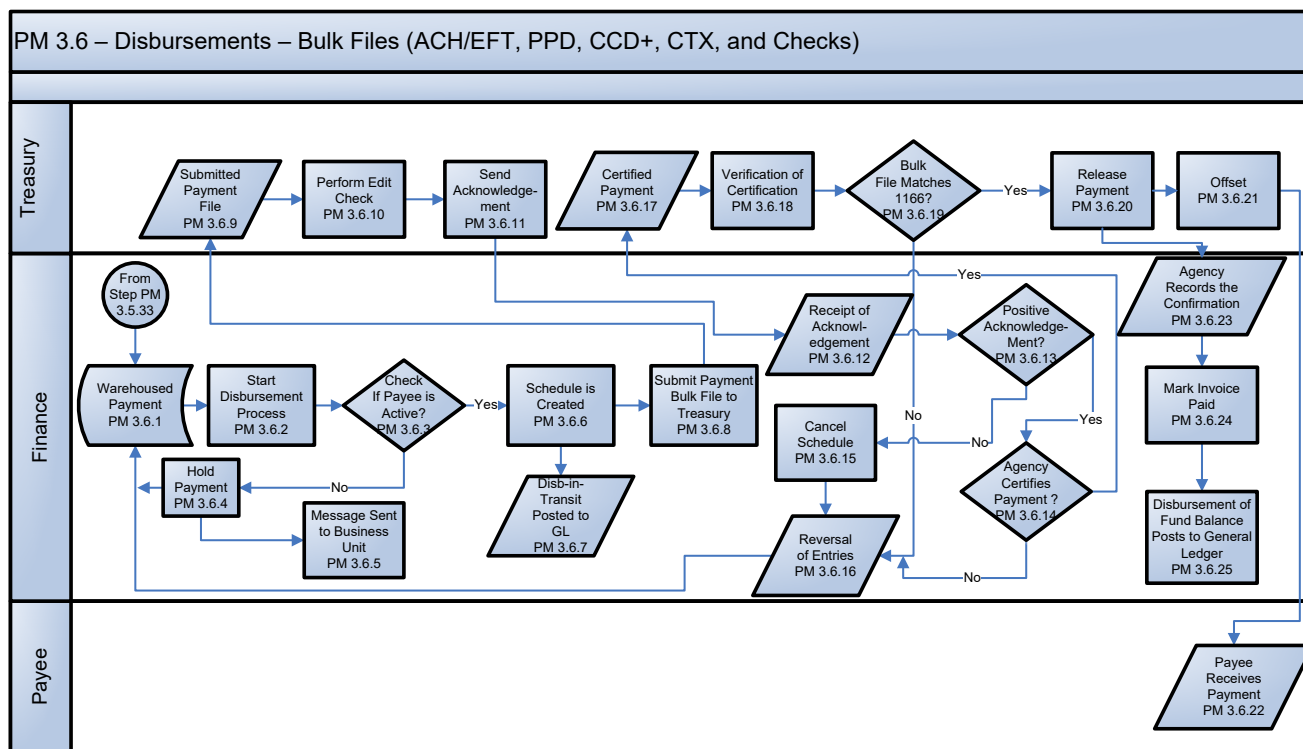 PM 3.6 – Disbursements – Bulk Files (ACH/EFT, PPD, CCD+, CTX, and Checks)
Treasury
Submitted
Payment
File
PM 3.6.9
Perform Edit
Check
PM 3.6.10
Send
Acknowledge-
ment
PM 3.6.11
Certified
Payment
PM 3.6.17
Verification of
Certification
PM 3.6.18
Bulk
File Matches
1166?
PM 3.6.19
Yes
Release
Payment
PM 3.6.20
Offset
PM 3.6.21
Finance
From
Step PM
3.5.33
Warehoused
Payment
PM 3.6.1
Start
Disbursement
Process
PM 3.6.2
Check
If Payee is
Active?
PM 3.6.3
Yes
No
Hold
Payment
PM 3.6.4
Message Sent
to Business
Unit
PM 3.6.5
Schedule is
Created
PM 3.6.6
Disb-in-
Transit
Posted to
GL
PM 3.6.7
Submit Payment
Bulk File to
Treasury
PM 3.6.8
Receipt of
Acknowl-
edgement
PM 3.6.12
Positive
Acknowledge-
Ment?
PM 3.6.13
Yes
Yes
No
No
Cancel
Schedule
PM 3.6.15
Agency
Certifies
Payment ?
PM 3.6.14
No
Reversal
of Entries
PM 3.6.16
Agency
Records the
Confirmation
PM 3.6.23
Mark Invoice
Paid
PM 3.6.24
Disbursement
of Fund Balance
Posts to General
Ledger
PM 3.6.25
Payee
Payee
Receives
Payment
PM 3.6.22